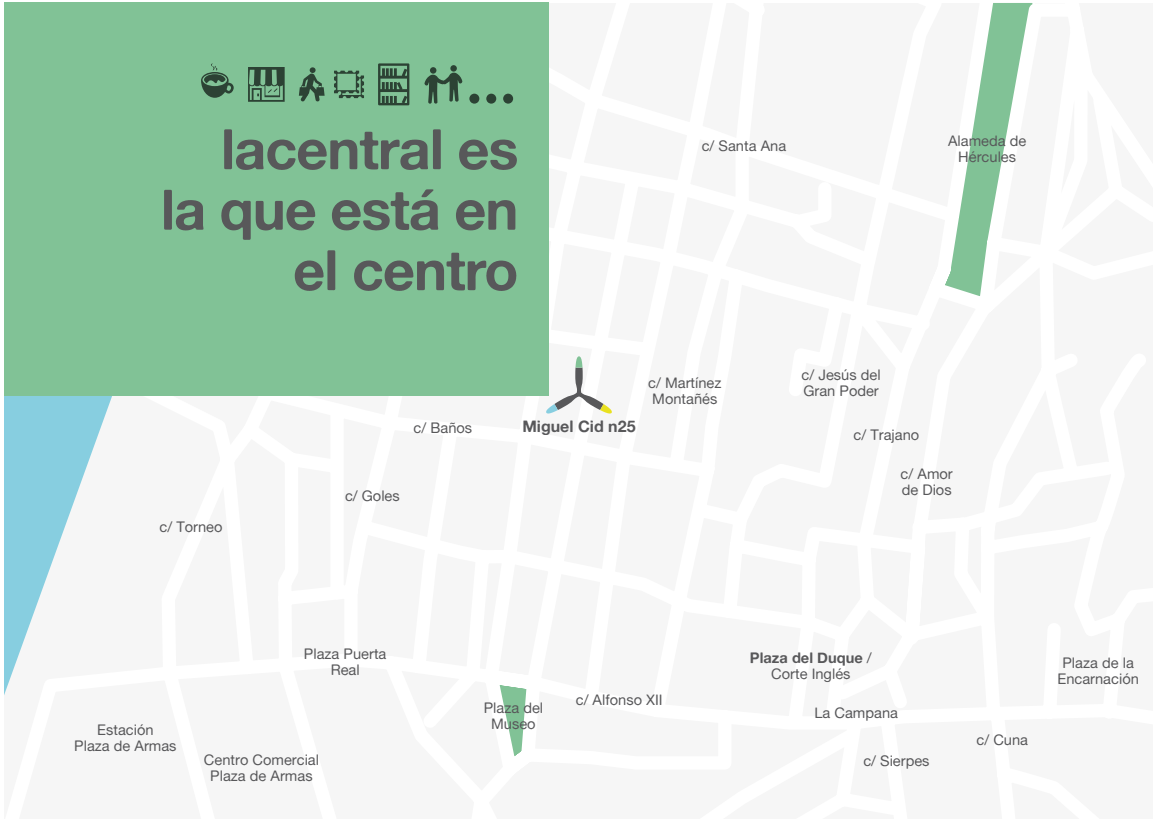 lacentral es
la que está en
el centro
c/ Santa Ana
Alameda de
Hércules
c/ Martínez
Montañés
c/ Jesús del
Gran Poder
Miguel Cid n25
c/ Baños
c/ Trajano
c/ Amor
de Dios
c/ Goles
c/ Torneo
Plaza Puerta
Real
Plaza del Duque /
Corte Inglés
Plaza de la
Encarnación
c/ Alfonso XII
Plaza del
Museo
La Campana
Estación
Plaza de Armas
c/ Cuna
Centro Comercial
Plaza de Armas
c/ Sierpes